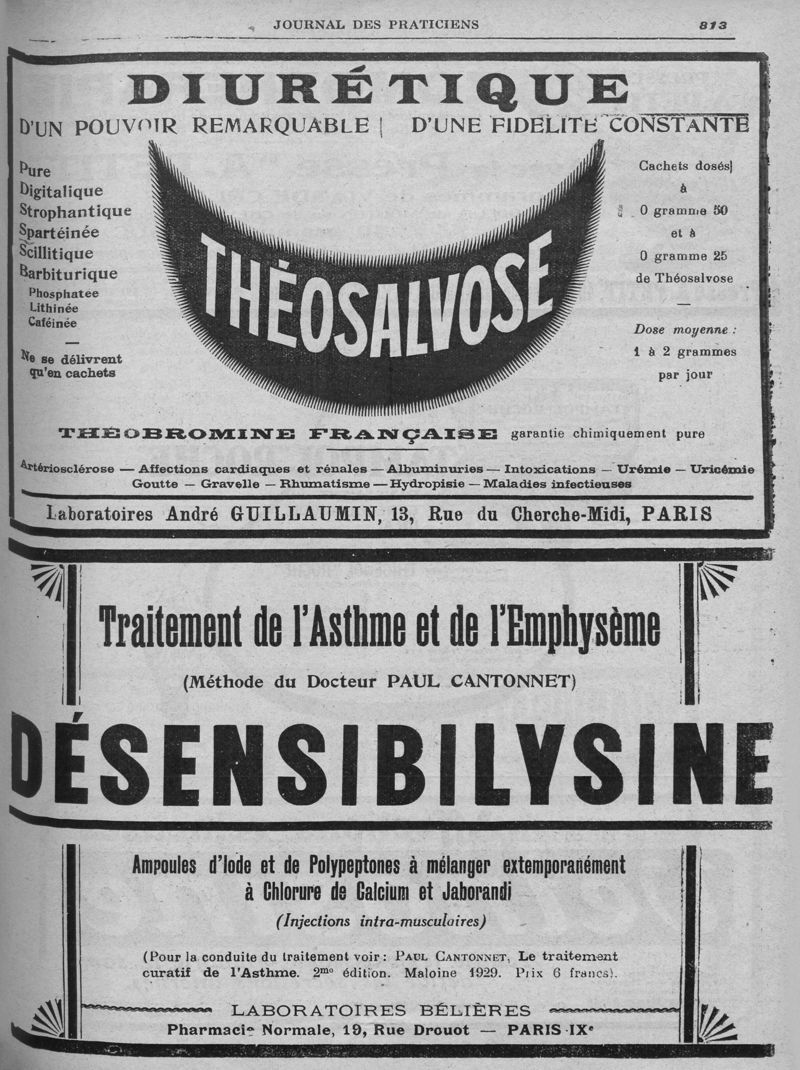 JOURNAL DES PRATICIENS
813
DIURÉTIQUE
D'UN POUVOIR REMARQUABLE | D'UNE FIDELITE CONSTANTE
Pure
Digitalique
Strophantique
Spartéinée
Scillitique
Barbiturique
Phosphatée
Lithinée
Caféinée
—
Ne se délivrent
qu'en cachets
THÉOSALVOSE
Cachets dosés
à
0 gramme 50
et à
0 gramme 25
de Théosalvose
—
Dose moyenne :
1 à 2 grammes
par jour
THÉOBROMINE FRANÇAISE garantie chimiquement pure
Artériosclérose — Affections cardiaques et rénales — Albuminuries — Intoxications — Urémie — Uricémie
Goutte — Gravelle — Rhumatisme — Hydropisie — Maladies infectieuses
Laboratoires André GUILLAUMIN, 13, Rue du Cherche-Midi, PARIS
Traitement de l'Asthme et de l'Emphysème
(Méthode du Docteur PAUL CANTONNET)
DÉSENSIBILYSINE
Ampoules d'Iode et de Polypeptones à mélanger extemporanément
à Chlorure de Calcium et Jaborandi
(Injections intra-musculaires)
(Pour la conduite du traitement voir : PAUL CANTONNET, Le traitement
curatif de l'Asthme. 2me édition. Maloine 1929. Prix 6 francs).
LABORATOIRES BÉLIÈRES
Pharmacie Normale, 19, Rue Drouot — PARIS-IXe